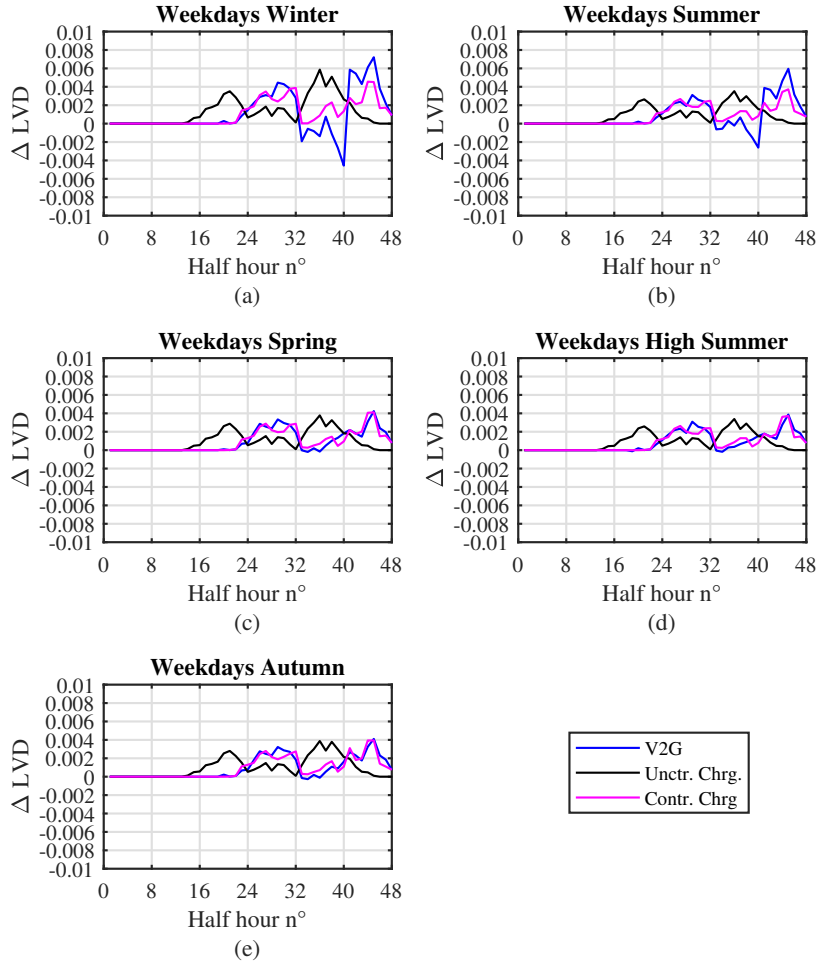 Weekdays Winter
0.01
0.008
0.006
0.004
0.002
0
-0.002
-0.004
-0.006
-0.008
-0.01
Δ LVD
0 8 16 24 32 40 48
Half hour n°
(a)
Weekdays Summer
0.01
0.008
0.006
0.004
0.002
0
-0.002
-0.004
-0.006
-0.008
-0.01
Δ LVD
0 8 16 24 32 40 48
Half hour n°
(b)
Weekdays Spring
0.01
0.008
0.006
0.004
0.002
0
-0.002
-0.004
-0.006
-0.008
-0.01
Δ LVD
0 8 16 24 32 40 48
Half hour n°
(c)
Weekdays High Summer
0.01
0.008
0.006
0.004
0.002
0
-0.002
-0.004
-0.006
-0.008
-0.01
Δ LVD
0 8 16 24 32 40 48
Half hour n°
(d)
Weekdays Autumn
0.01
0.008
0.006
0.004
0.002
0
-0.002
-0.004
-0.006
-0.008
-0.01
Δ LVD
0 8 16 24 32 40 48
Half hour n°
(e)
V2G
Unctr. Chrg.
Contr. Chrg